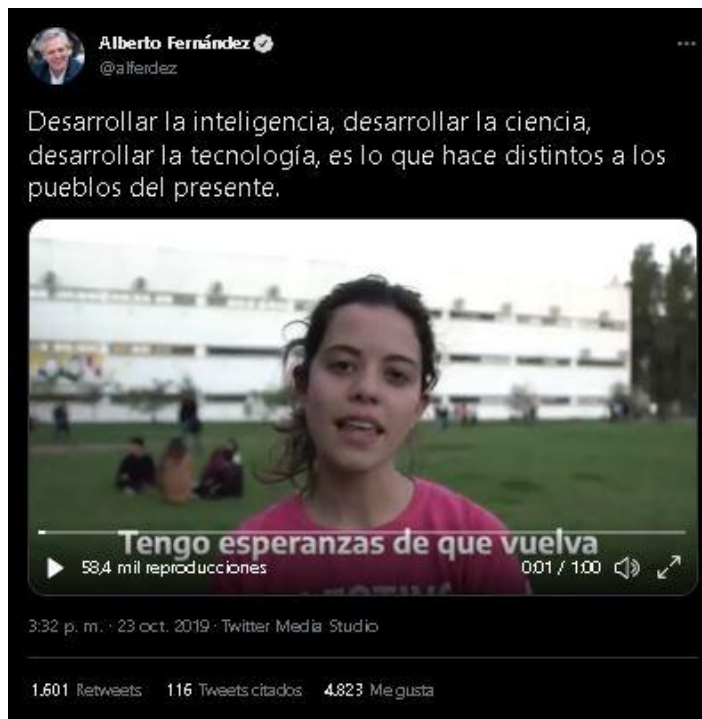 Alberto Fernández
@alferdez
Desarrollar la inteligencia, desarrollar la ciencia,
desarrollar la tecnología, es lo que hace distintos a los
pueblos del presente.
Tengo esperanzas de que vuelva
58,4 mil reproducciones 0:01 / 1:00
3:32 p. m. · 23 oct. 2019 · Twitter Media Studio
1.601 Retweets 116 Tweets citados 4.823 Me gusta